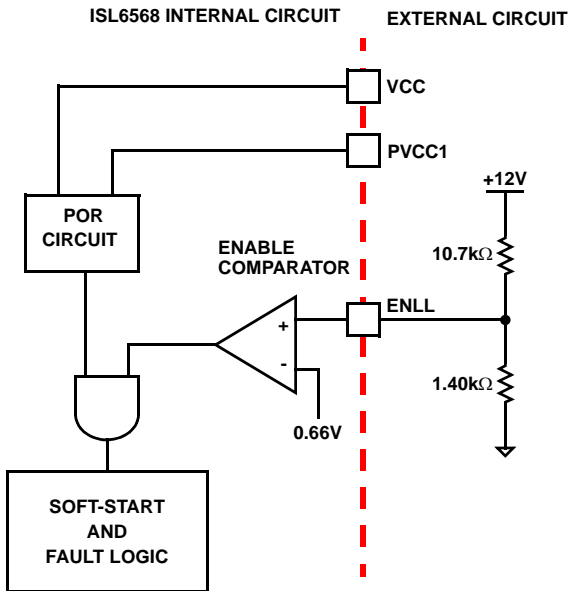 ISL6568 INTERNAL CIRCUIT
EXTERNAL CIRCUIT
VCC
PVCC1
+12V
POR
CIRCUIT
10.7kΩ
ENABLE
COMPARATOR
ENLL
+
-
1.40kΩ
0.66V
SOFT-START
AND
FAULT LOGIC